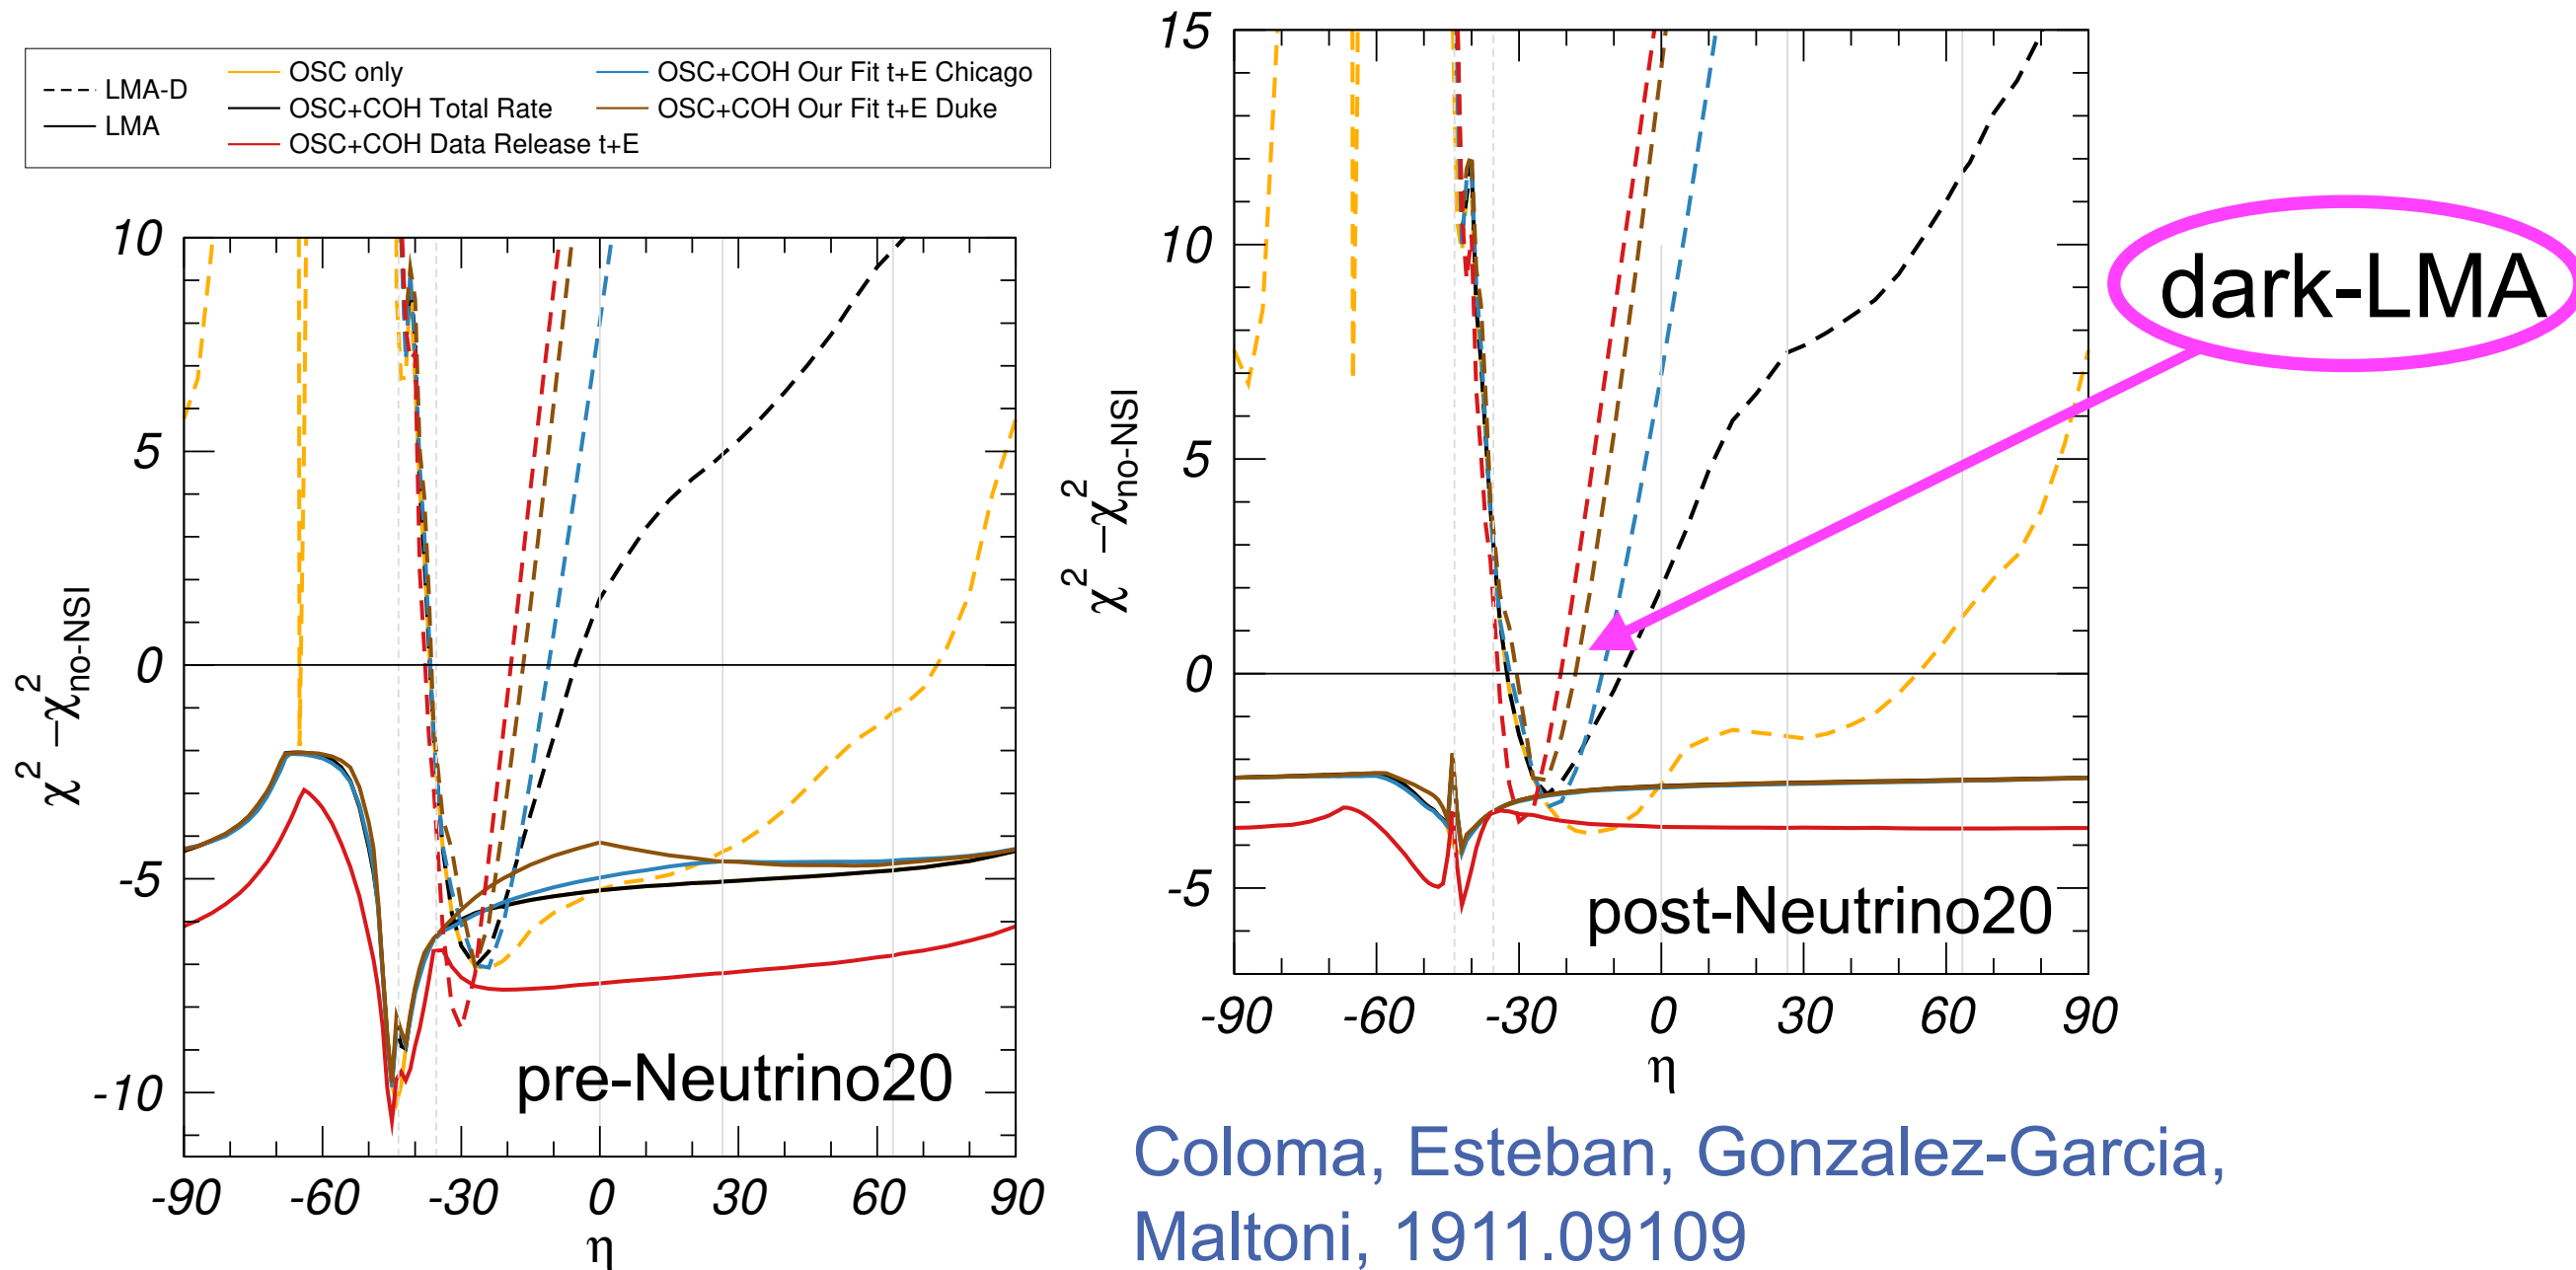 LMA-D
LMA
OSC only
OSC+COH Total Rate
OSC+COH Data Release t+E
OSC+COH Our Fit t+E Chicago
OSC+COH Our Fit t+E Duke
10
5
0
-5
-10
χ² – χ²no-NSI
-90 -60 -30 0 30 60 90
η
pre-Neutrino20
15
10
5
0
-5
χ² – χ²no-NSI
-90 -60 -30 0 30 60 90
η
post-Neutrino20
dark-LMA
Coloma, Esteban, Gonzalez-Garcia,
Maltoni, 1911.09109